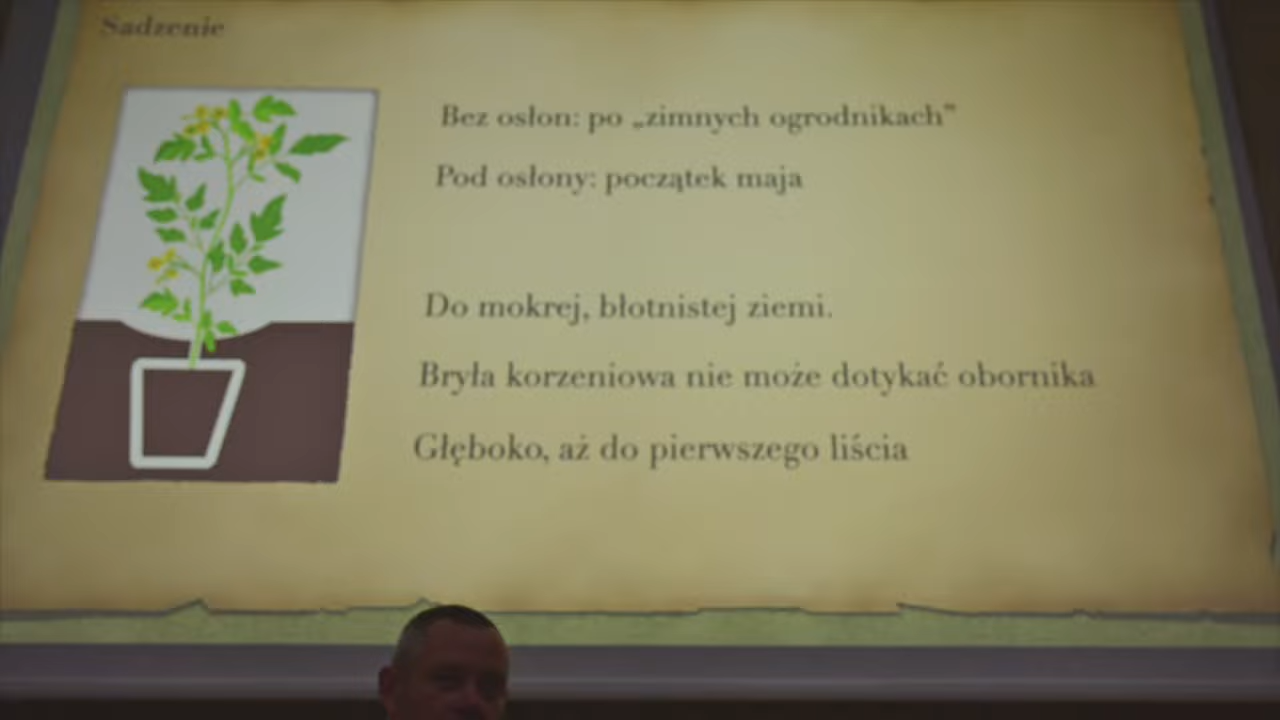 Sadzenie
Bez osłon: po „zimnych ogrodnikach”
Pod osłony: początek maja
Do mokrej, błotnistej ziemi.
Bryła korzeniowa nie może dotykać obornika
Głęboko, aż do pierwszego liścia